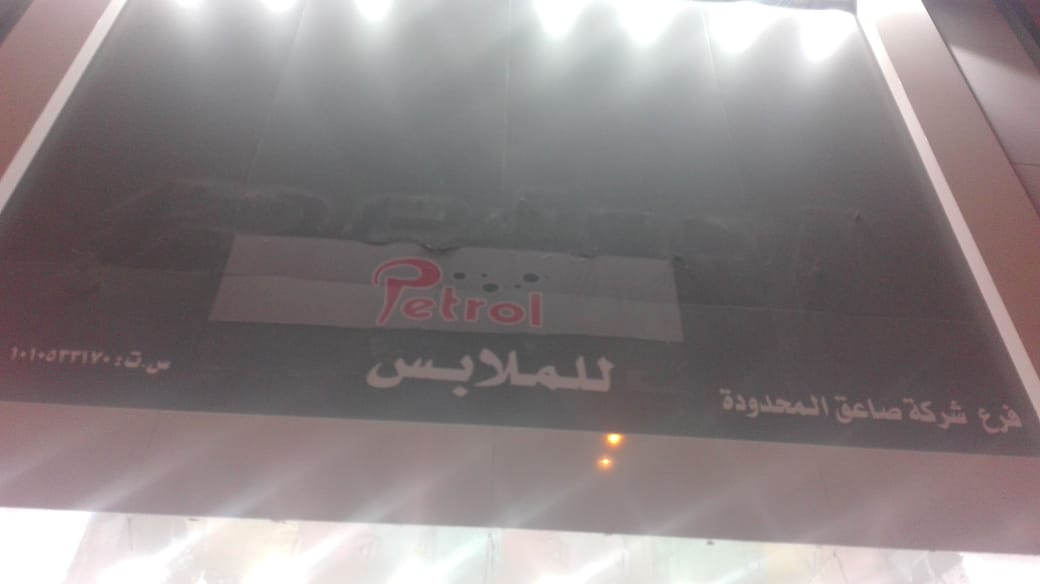 Petrol
للملابس
فرع شركة صاعق المحدودة
س.ت: ١٠١٠٥٣٣١٧٠